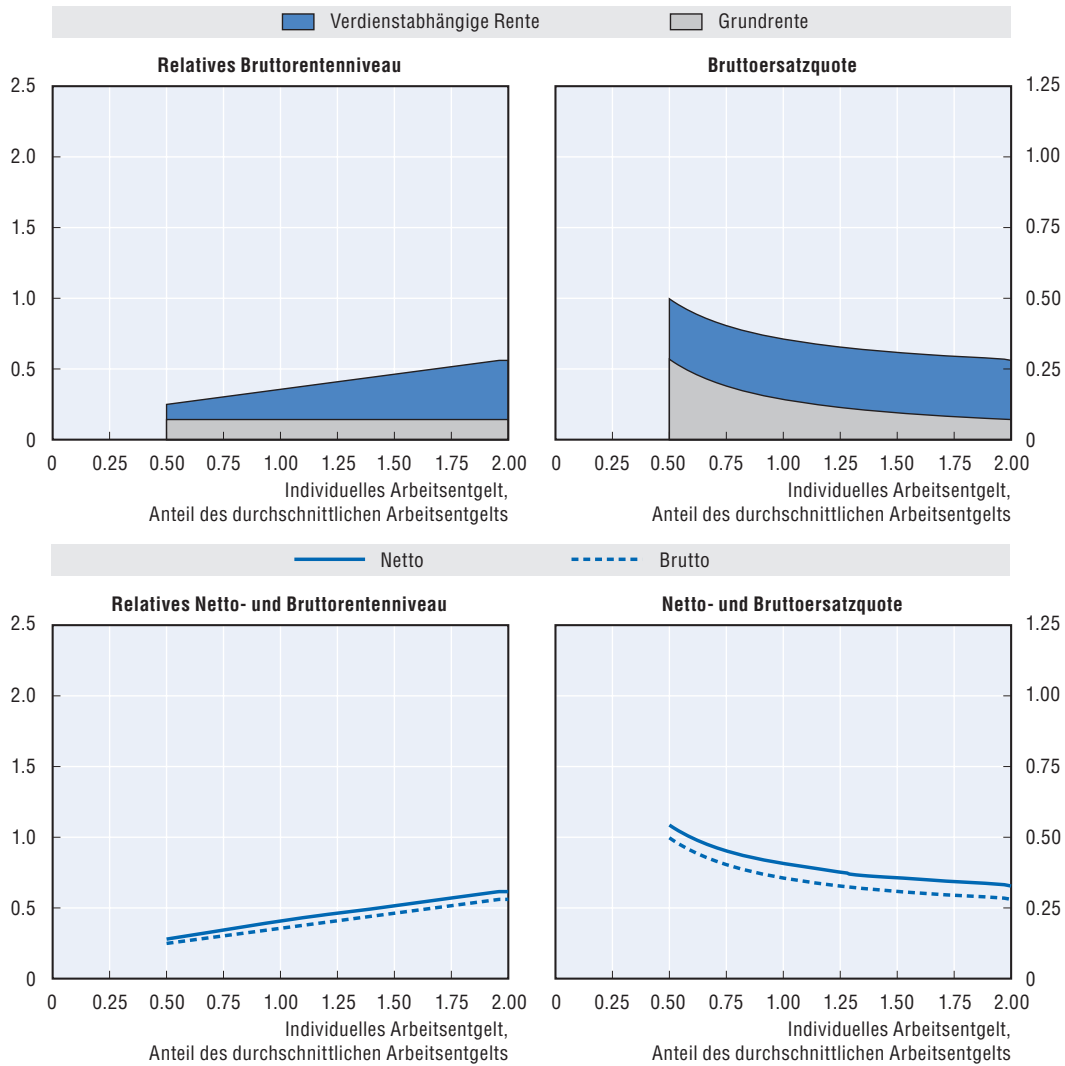 Verdienstabhängige Rente Grundrente
Relatives Bruttorentenniveau
2.5
2.0
1.5
1.0
0.5
0
0 0.25 0.50 0.75 1.00 1.25 1.50 1.75 2.00
Individuelles Arbeitsentgelt,
Anteil des durchschnittlichen Arbeitsentgelts
Bruttoersatzquote
1.25
1.00
0.75
0.50
0.25
0
0 0.25 0.50 0.75 1.00 1.25 1.50 1.75 2.00
Individuelles Arbeitsentgelt,
Anteil des durchschnittlichen Arbeitsentgelts
Netto Brutto
Relatives Netto- und Bruttorentenniveau
2.5
2.0
1.5
1.0
0.5
0
0 0.25 0.50 0.75 1.00 1.25 1.50 1.75 2.00
Individuelles Arbeitsentgelt,
Anteil des durchschnittlichen Arbeitsentgelts
Netto- und Bruttoersatzquote
1.25
1.00
0.75
0.50
0.25
0
0 0.25 0.50 0.75 1.00 1.25 1.50 1.75 2.00
Individuelles Arbeitsentgelt,
Anteil des durchschnittlichen Arbeitsentgelts